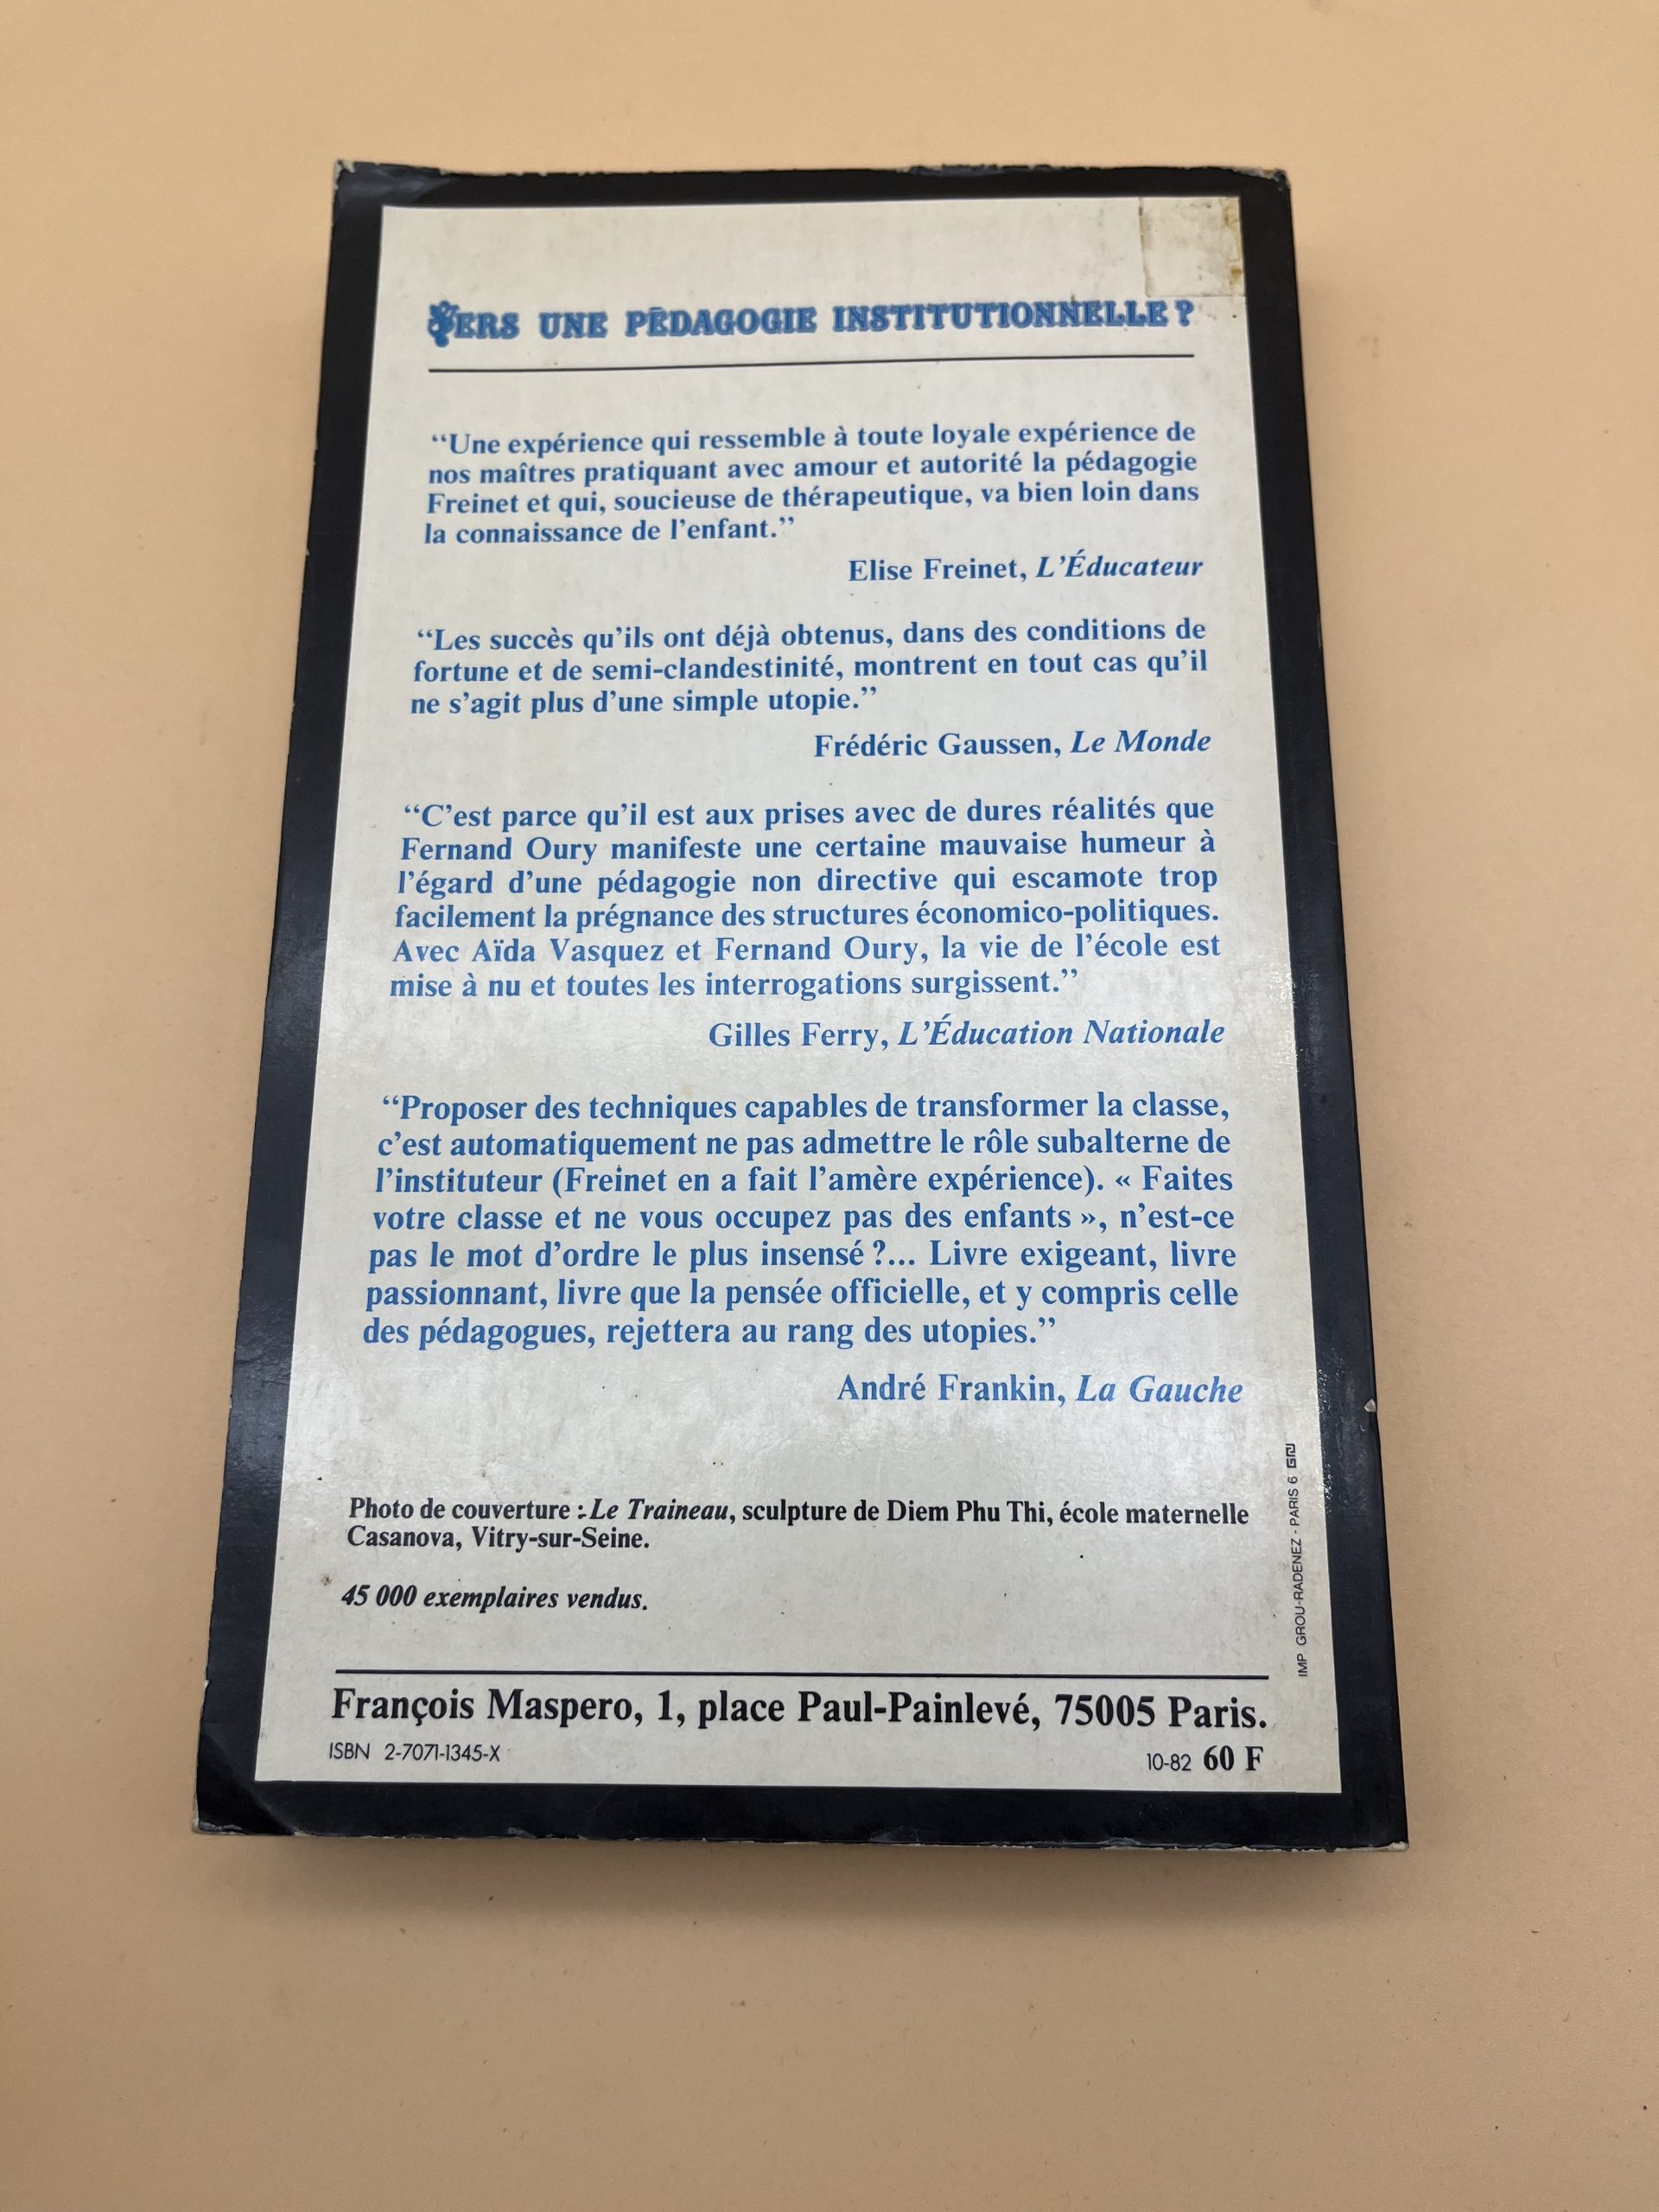 VERS UNE PÉDAGOGIE INSTITUTIONNELLE ?
“Une expérience qui ressemble à toute loyale expérience de
nos maîtres pratiquant avec amour et autorité la pédagogie
Freinet et qui, soucieuse de thérapeutique, va bien loin dans
la connaissance de l’enfant.”
Elise Freinet, L’Éducateur
“Les succès qu’ils ont déjà obtenus, dans des conditions de
fortune et de semi-clandestinité, montrent en tout cas qu’il
ne s’agit plus d’une simple utopie.”
Frédéric Gaussen, Le Monde
“C’est parce qu’il est aux prises avec de dures réalités que
Fernand Oury manifeste une certaine mauvaise humeur à
l’égard d’une pédagogie non directive qui escamote trop
facilement la prégnance des structures économico-politiques.
Avec Aïda Vasquez et Fernand Oury, la vie de l’école est
mise à nu et toutes les interrogations surgissent.”
Gilles Ferry, L’Éducation Nationale
“Proposer des techniques capables de transformer la classe,
c’est automatiquement ne pas admettre le rôle subalterne de
l’instituteur (Freinet en a fait l’amère expérience). « Faites
votre classe et ne vous occupez pas des enfants », n’est-ce
pas le mot d’ordre le plus insensé ?... Livre exigeant, livre
passionnant, livre que la pensée officielle, et y compris celle
des pédagogues, rejettera au rang des utopies.”
André Frankin, La Gauche
Photo de couverture : Le Traineau, sculpture de Diem Phu Thi, école maternelle
Casanova, Vitry-sur-Seine.
45 000 exemplaires vendus.
IMP GROU-RADENEZ - PARIS 6
François Maspero, 1, place Paul-Painlevé, 75005 Paris.
ISBN 2-7071-1345-X
10-82 60 F